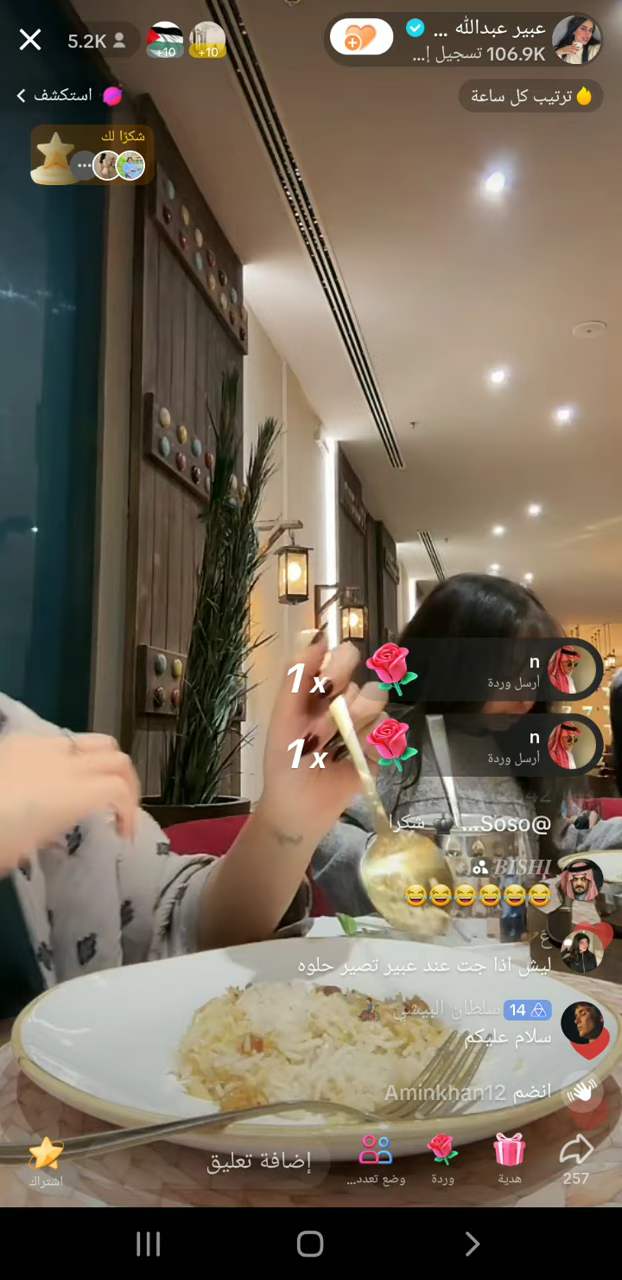 عبير عبدالله ...
106.9K تسجيل إ...
5.2K
+10
+10
ترتيب كل ساعة
استكشف
شكرًا لك
n
أرسل وردة
1x
n
أرسل وردة
1x
@Soso... شكرا
BISHI
😂😂😂😂😂😂
غ
ليش اذا جت عند عبير تصير حلوه
14 سلطان البيشي
سلام عليكم
Aminkhan12 انضم
اشتراك
إضافة تعليق
وضع تعدد...
وردة
هدية
257